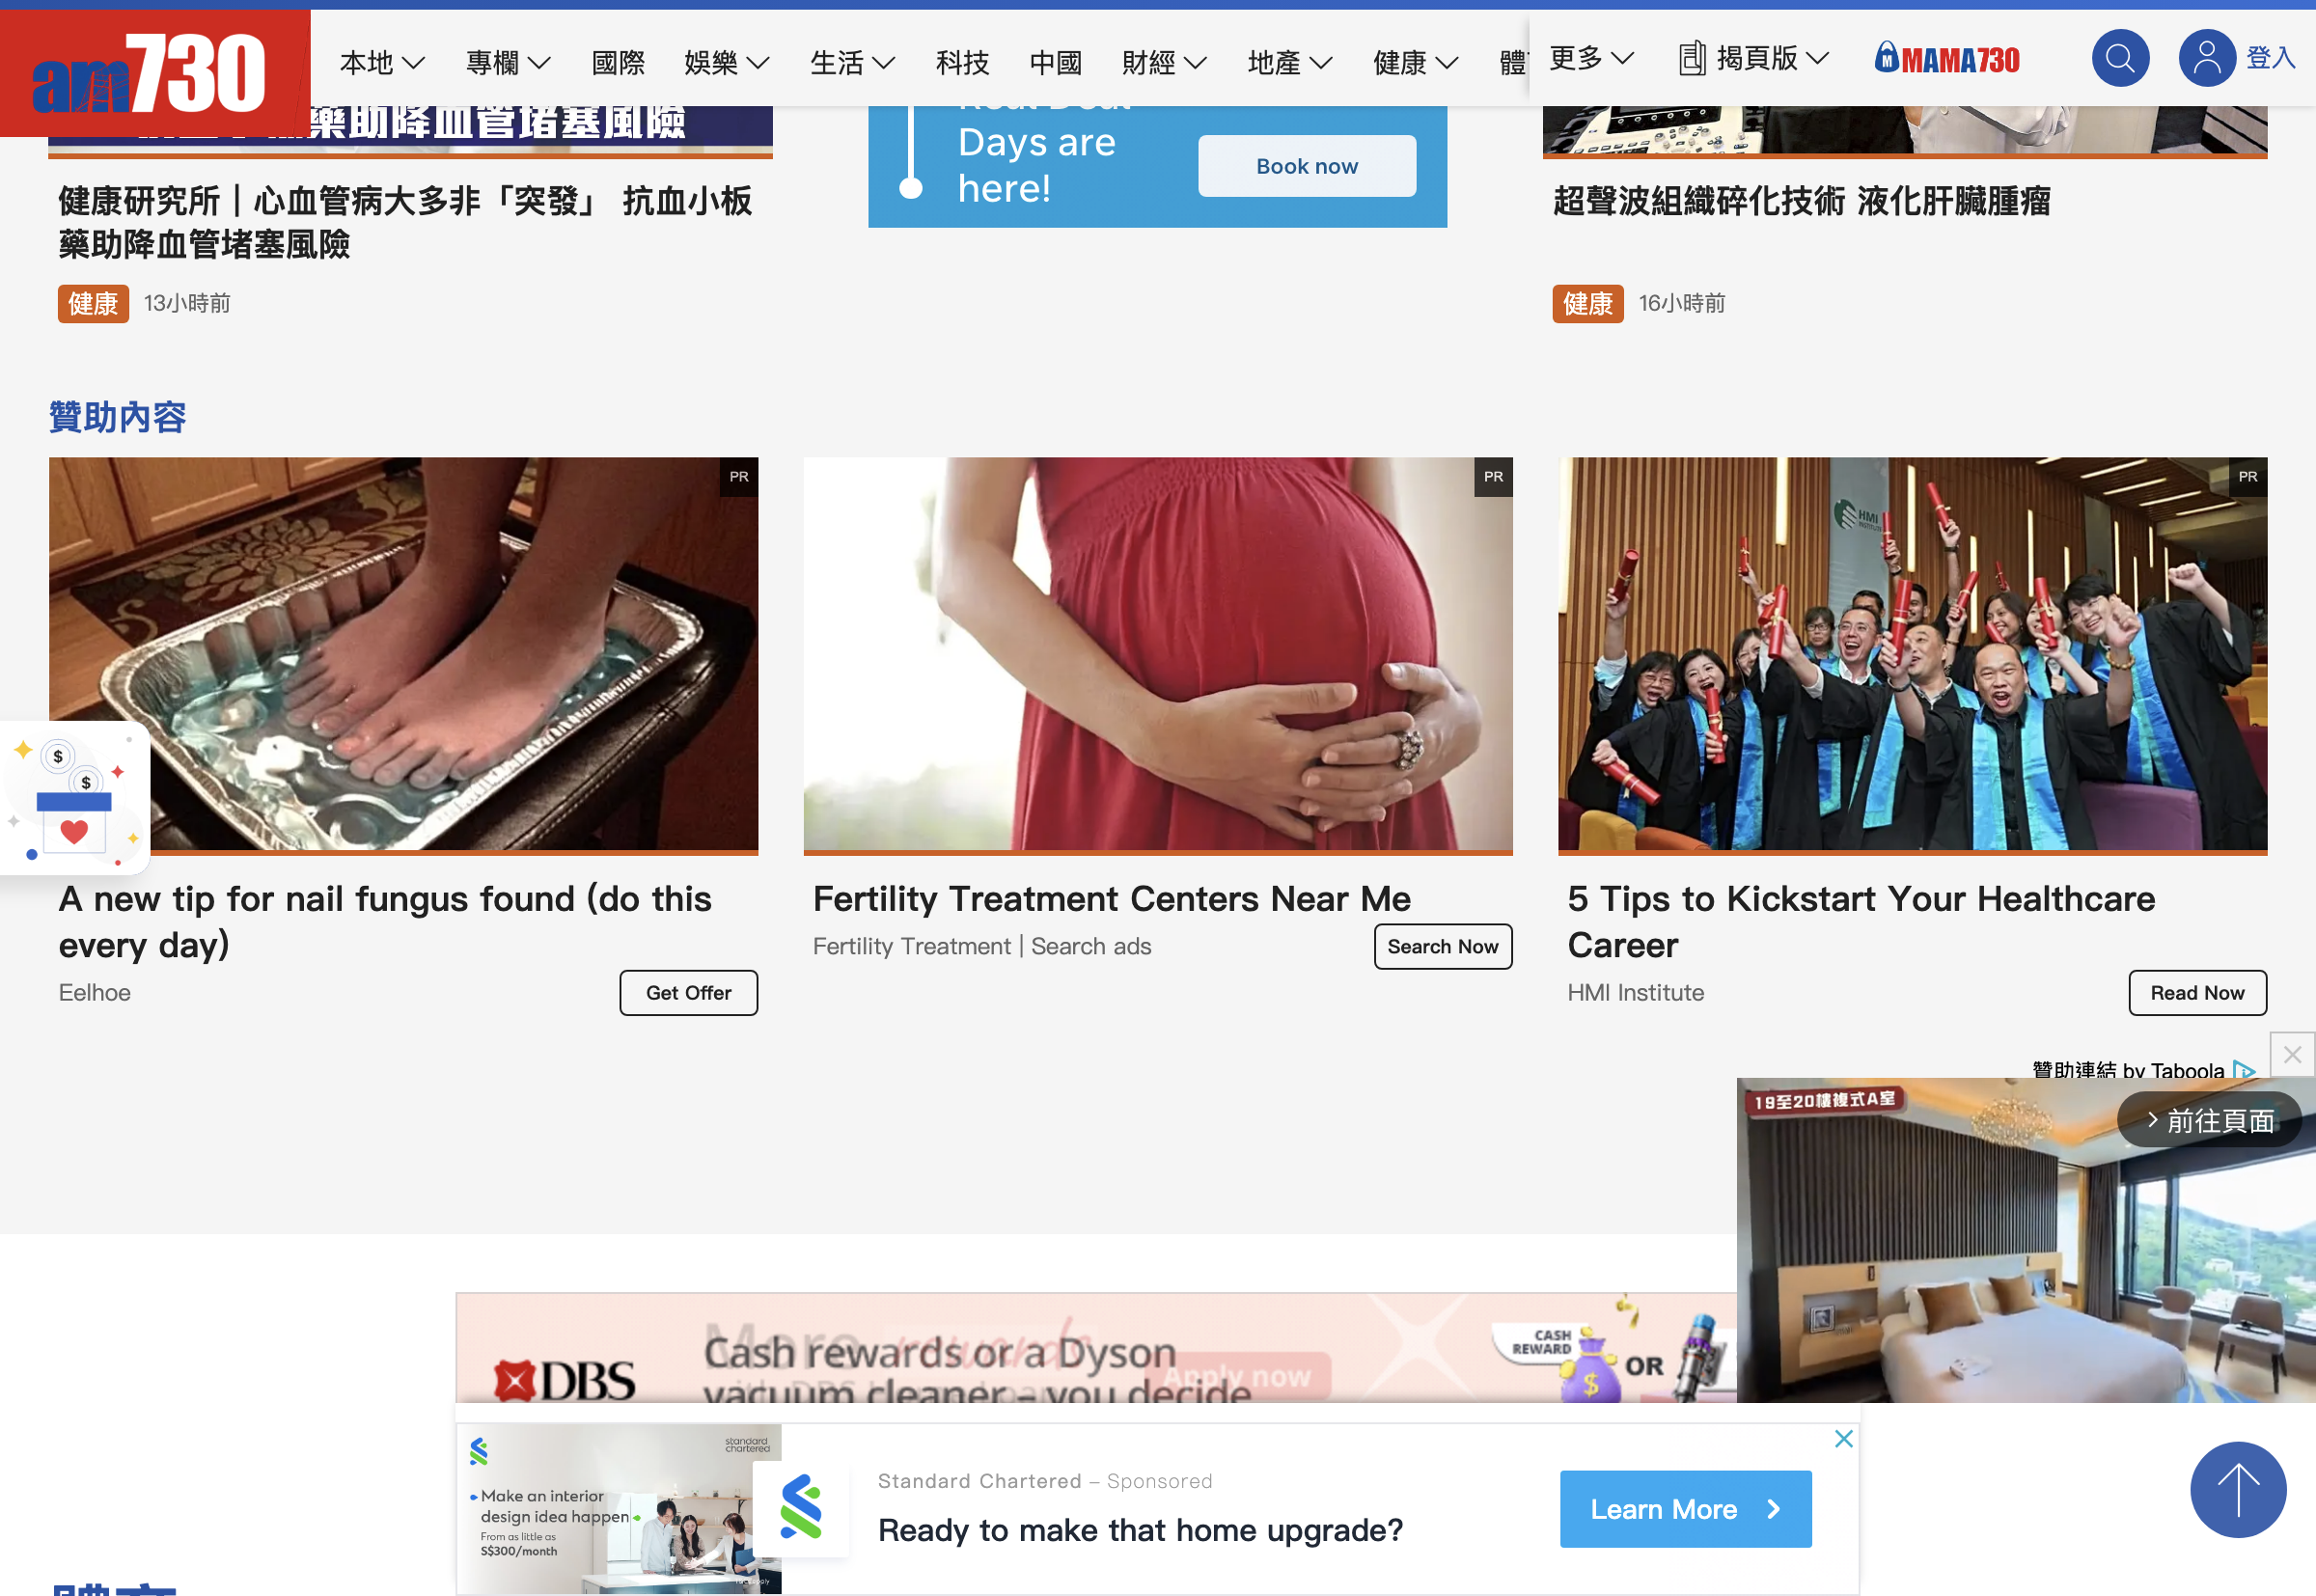 am730
本地
專欄
國際
娛樂
生活
科技
中國
財經
地產
健康
更多
揭頁版
MAMA730
登入
藥助降血管堵塞風險
健康研究所｜心血管病大多非「突發」 抗血小板
藥助降血管堵塞風險
健康 13小時前
Real Deal
Days are
here!
Book now
超聲波組織碎化技術 液化肝臟腫瘤
健康 16小時前
贊助內容
PR
A new tip for nail fungus found (do this
every day)
Eelhoe
Get Offer
PR
Fertility Treatment Centers Near Me
Fertility Treatment | Search ads
Search Now
PR
HMI
INSTITUTE
5 Tips to Kickstart Your Healthcare
Career
HMI Institute
Read Now
贊助連結 by Taboola
19至20樓複式A室
前往頁面
DBS
More rewards
Cash rewards or a Dyson
vacuum cleaner – you decide
Apply now
CASH
REWARD
OR
standard
chartered
Make an interior
design idea happen
From as little as
S$300/month
Standard Chartered – Sponsored
Ready to make that home upgrade?
Learn More